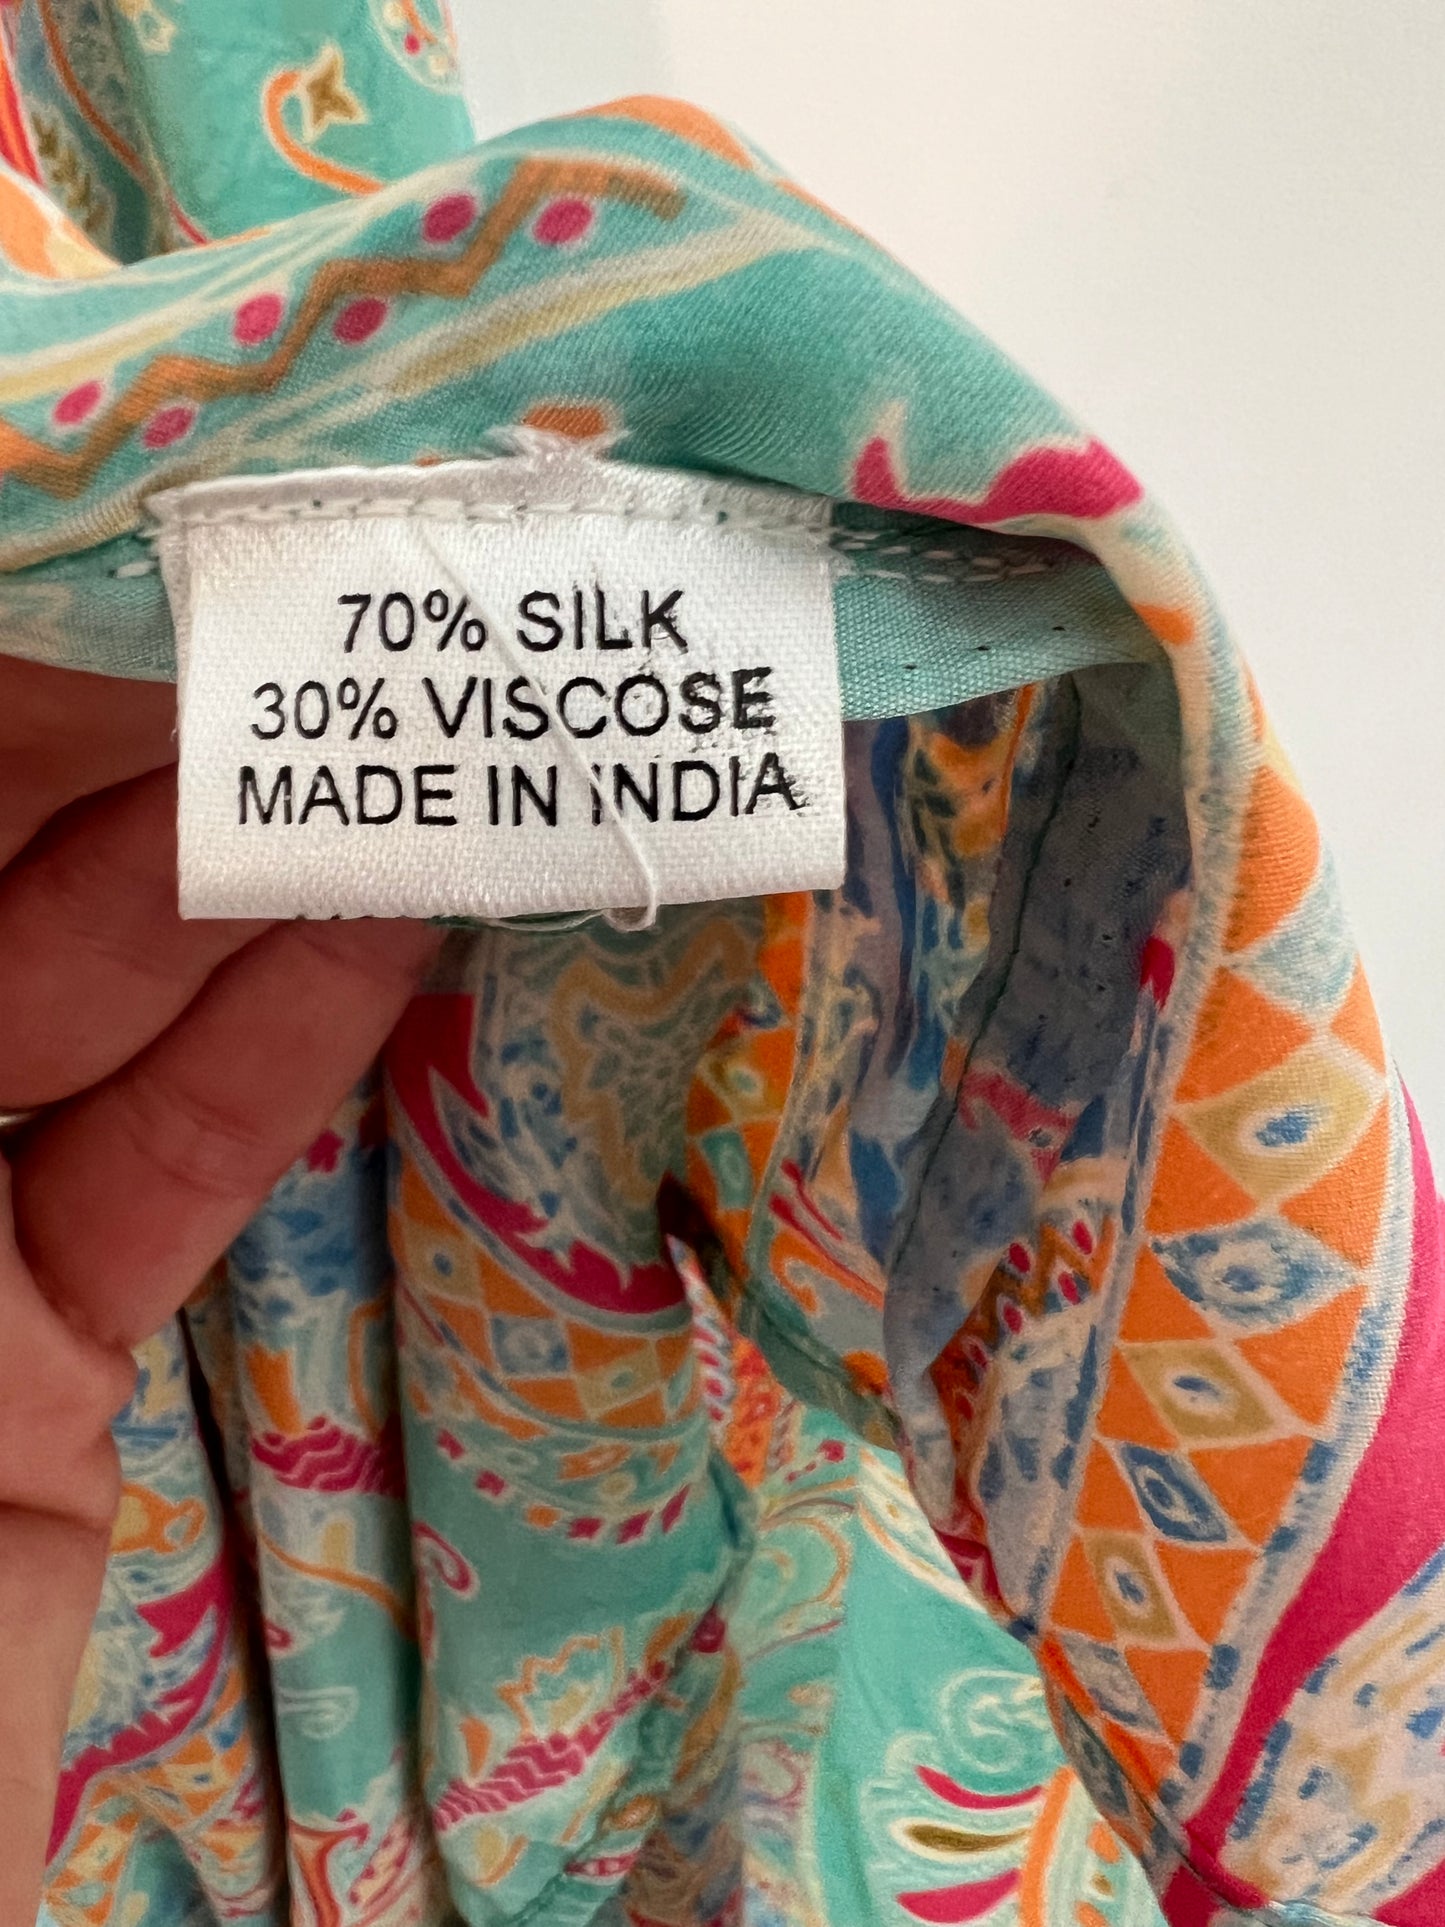 70% SILK
30% VISCOSE
MADE IN INDIA